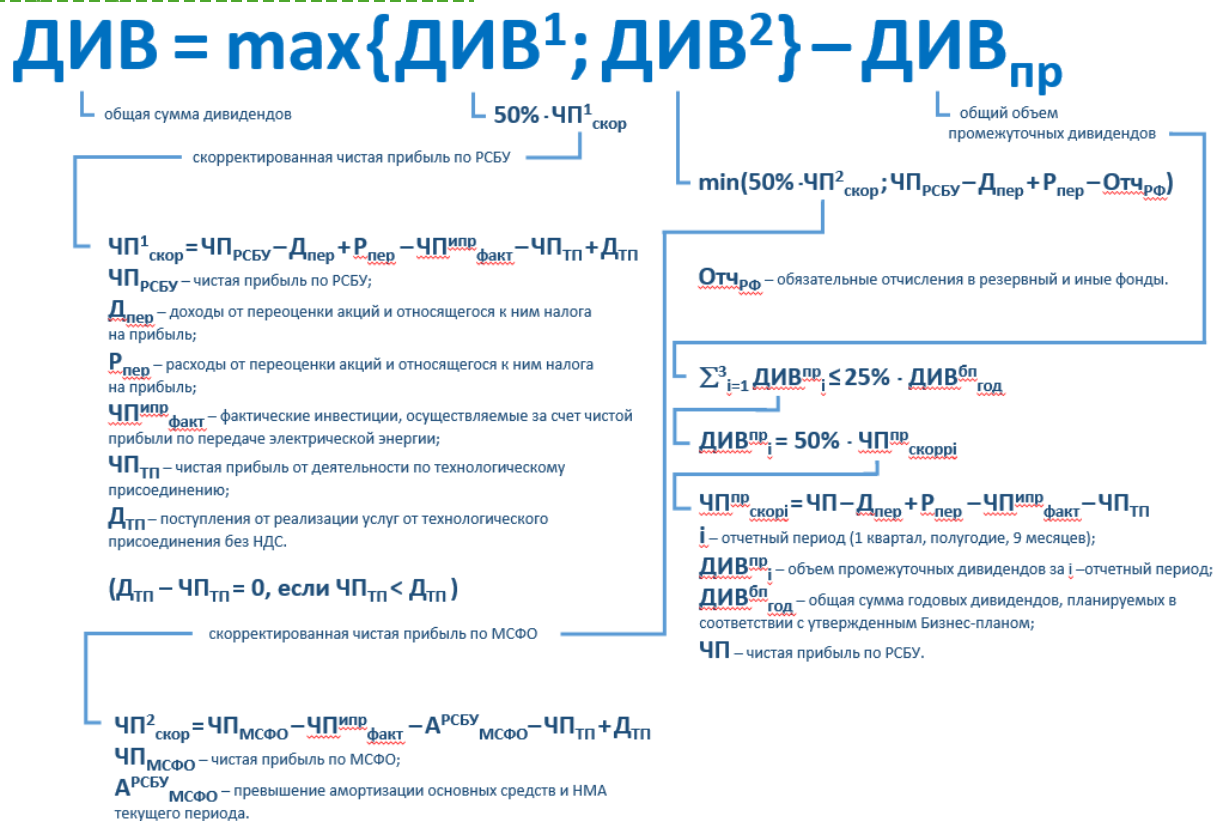 ДИВ = max{ДИВ¹; ДИВ²} – ДИВпр
общая сумма дивидендов
50% · ЧП¹скор
общий объем
промежуточных дивидендов
скорректированная чистая прибыль по РСБУ
min(50% ·ЧП²скор; ЧПРСБУ – Дпер + Рпер – ОтчРФ)
ЧП¹скор = ЧПРСБУ – Дпер + Рпер – ЧПипрфакт – ЧПТП + ДТП
ЧПРСБУ – чистая прибыль по РСБУ;
Дпер – доходы от переоценки акций и относящегося к ним налога
на прибыль;
Рпер – расходы от переоценки акций и относящегося к ним налога
на прибыль;
ЧПипрфакт – фактические инвестиции, осуществляемые за счет чистой
прибыли по передаче электрической энергии;
ЧПТП – чистая прибыль от деятельности по технологическому
присоединению;
ДТП – поступления от реализации услуг от технологического
присоединения без НДС.
(ДТП – ЧПТП = 0, если ЧПТП < ДТП )
скорректированная чистая прибыль по МСФО
ЧП²скор = ЧПМСФО – ЧПипрфакт – АРСБУМСФО – ЧПТП + ДТП
ЧПМСФО – чистая прибыль по МСФО;
АРСБУМСФО – превышение амортизации основных средств и НМА
текущего периода.
ОтчРФ – обязательные отчисления в резервный и иные фонды.
Σ³i=1 ДИВпрi ≤ 25% · ДИВбпгод
ДИВпрi = 50% · ЧПпрскоррi
ЧПпрскорi = ЧП – Дпер + Рпер – ЧПипрфакт – ЧПТП
i – отчетный период (1 квартал, полугодие, 9 месяцев);
ДИВпрi – объем промежуточных дивидендов за i –отчетный период;
ДИВбпгод – общая сумма годовых дивидендов, планируемых в
соответствии с утвержденным Бизнес-планом;
ЧП – чистая прибыль по РСБУ.